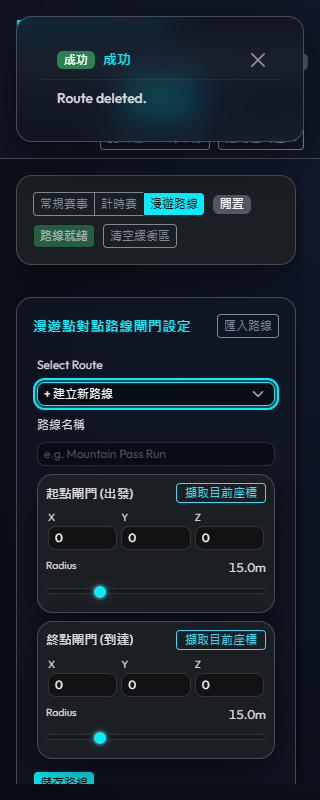 成功 成功
Route deleted.
常規賽事 計時賽 漫遊路線 閒置
路線就緒 清空緩衝區
漫遊點對點路線閘門設定 匯入路線
Select Route
+ 建立新路線
路線名稱
e.g. Mountain Pass Run
起點閘門 (出發) 擷取目前座標
X Y Z
0 0 0
Radius 15.0m
終點閘門 (到達) 擷取目前座標
X Y Z
0 0 0
Radius 15.0m
儲存路線